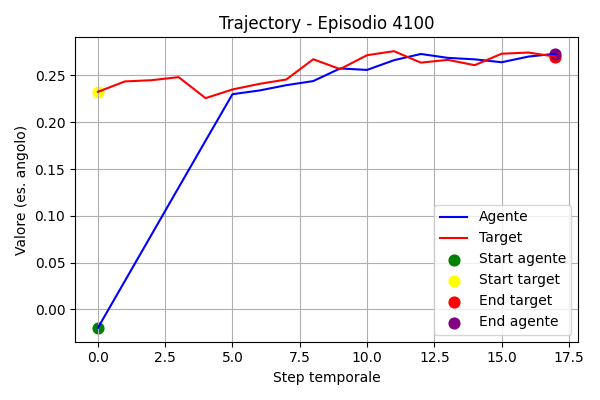 Trajectory - Episodio 4100
Valore (es. angolo)
0.25
0.20
0.15
0.10
0.05
0.00
0.0 2.5 5.0 7.5 10.0 12.5 15.0 17.5
Step temporale
Agente
Target
Start agente
Start target
End target
End agente